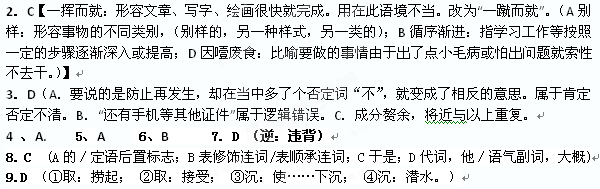 2．C【一挥而就：形容文章、写字、绘画很快就完成。用在此语境不当。改为“一蹴而就”。（A 别
样：形容事物的不同类别，（别样的，另一种样式，另一类的）；B 循序渐进：指学习工作等按照
一定的步骤逐渐深入或提高；D 因噎废食：比喻要做的事情由于出了点小毛病或怕出问题就索性
不去干。）】
3．D（A．要说的是防止再发生，却在当中多了个否定词“不”，就变成了相反的意思。属于肯定
否定不清。B．“还有手机等其他证件”属于逻辑错误。C．成分赘余，将近与以上重复。
4 、A. 5、A 6、B 7．D（逆：违背）
8．C （A 的 / 定语后置标志；B 表修饰连词/表顺承连词；C 于是；D 代词，他 / 语气副词，大概）
9．D （①取：捞起； ②取：接受； ③沉：使……下沉； ④沉：潜水。）